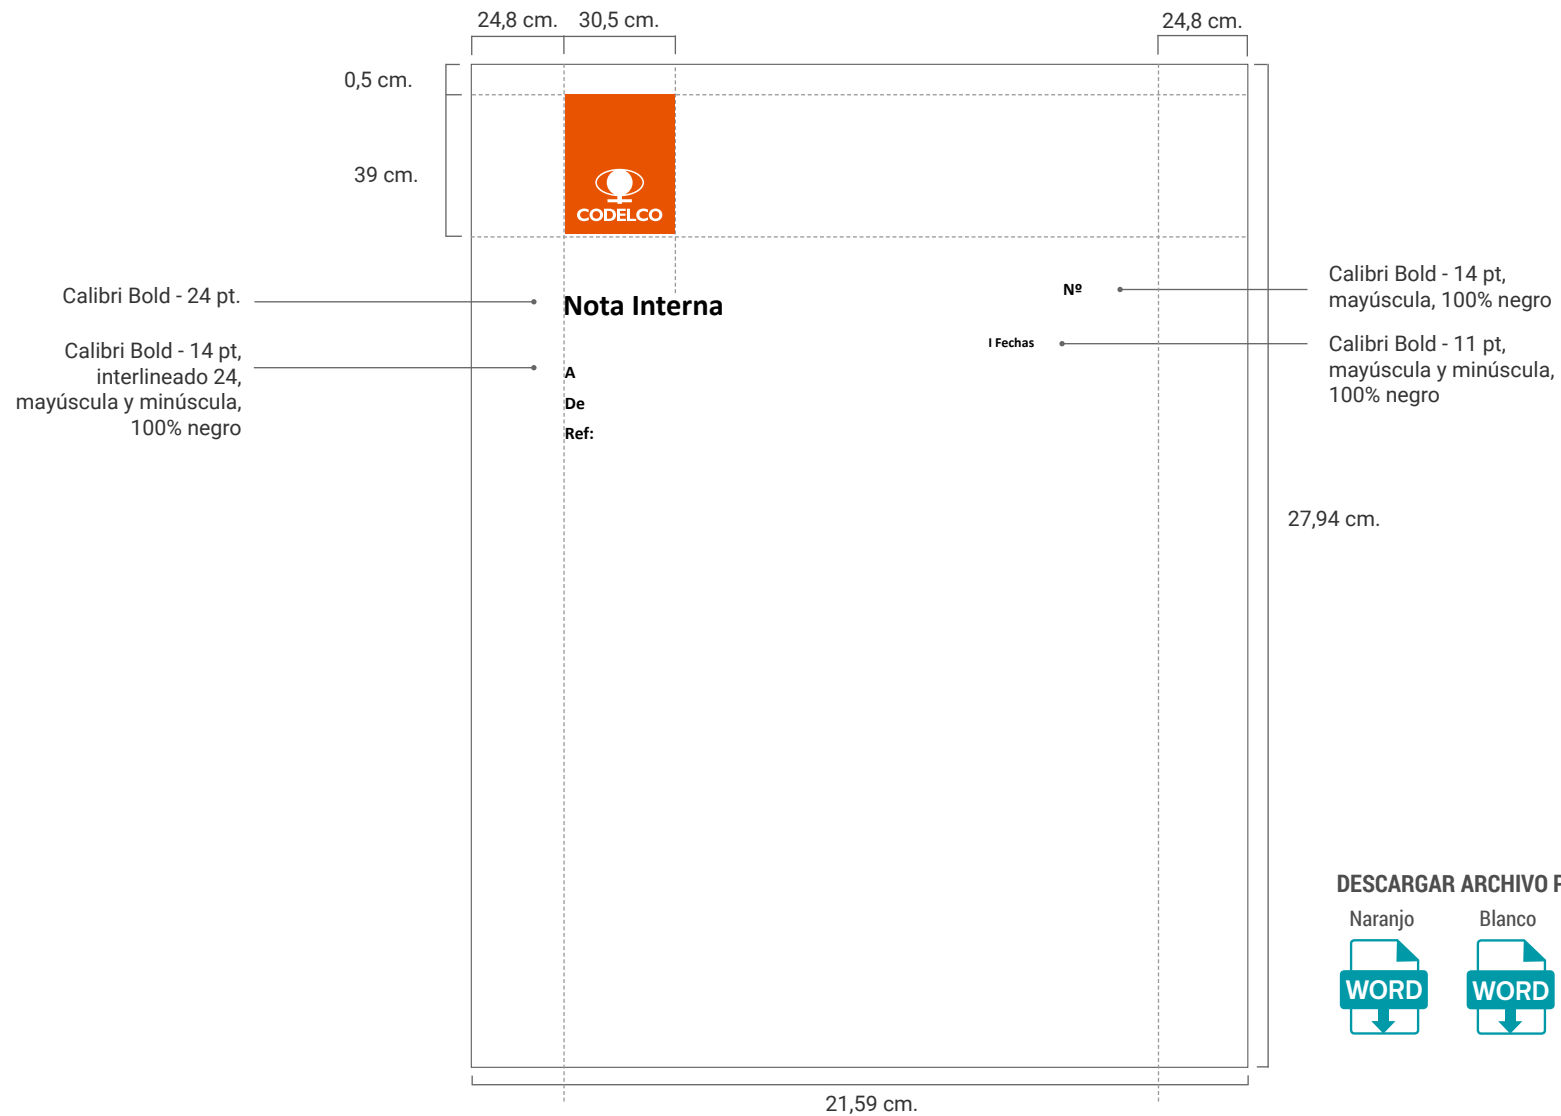 24,8 cm.
30,5 cm.
24,8 cm.
0,5 cm.
39 cm.
CODELCO
Calibri Bold - 24 pt.
Nota Interna
Nº
Calibri Bold - 14 pt,
mayúscula, 100% negro
I Fechas
Calibri Bold - 11 pt,
mayúscula y minúscula,
100% negro
Calibri Bold - 14 pt,
interlineado 24,
mayúscula y minúscula,
100% negro
A
De
Ref:
27,94 cm.
DESCARGAR ARCHIVO
Naranjo
Blanco
WORD
WORD
21,59 cm.